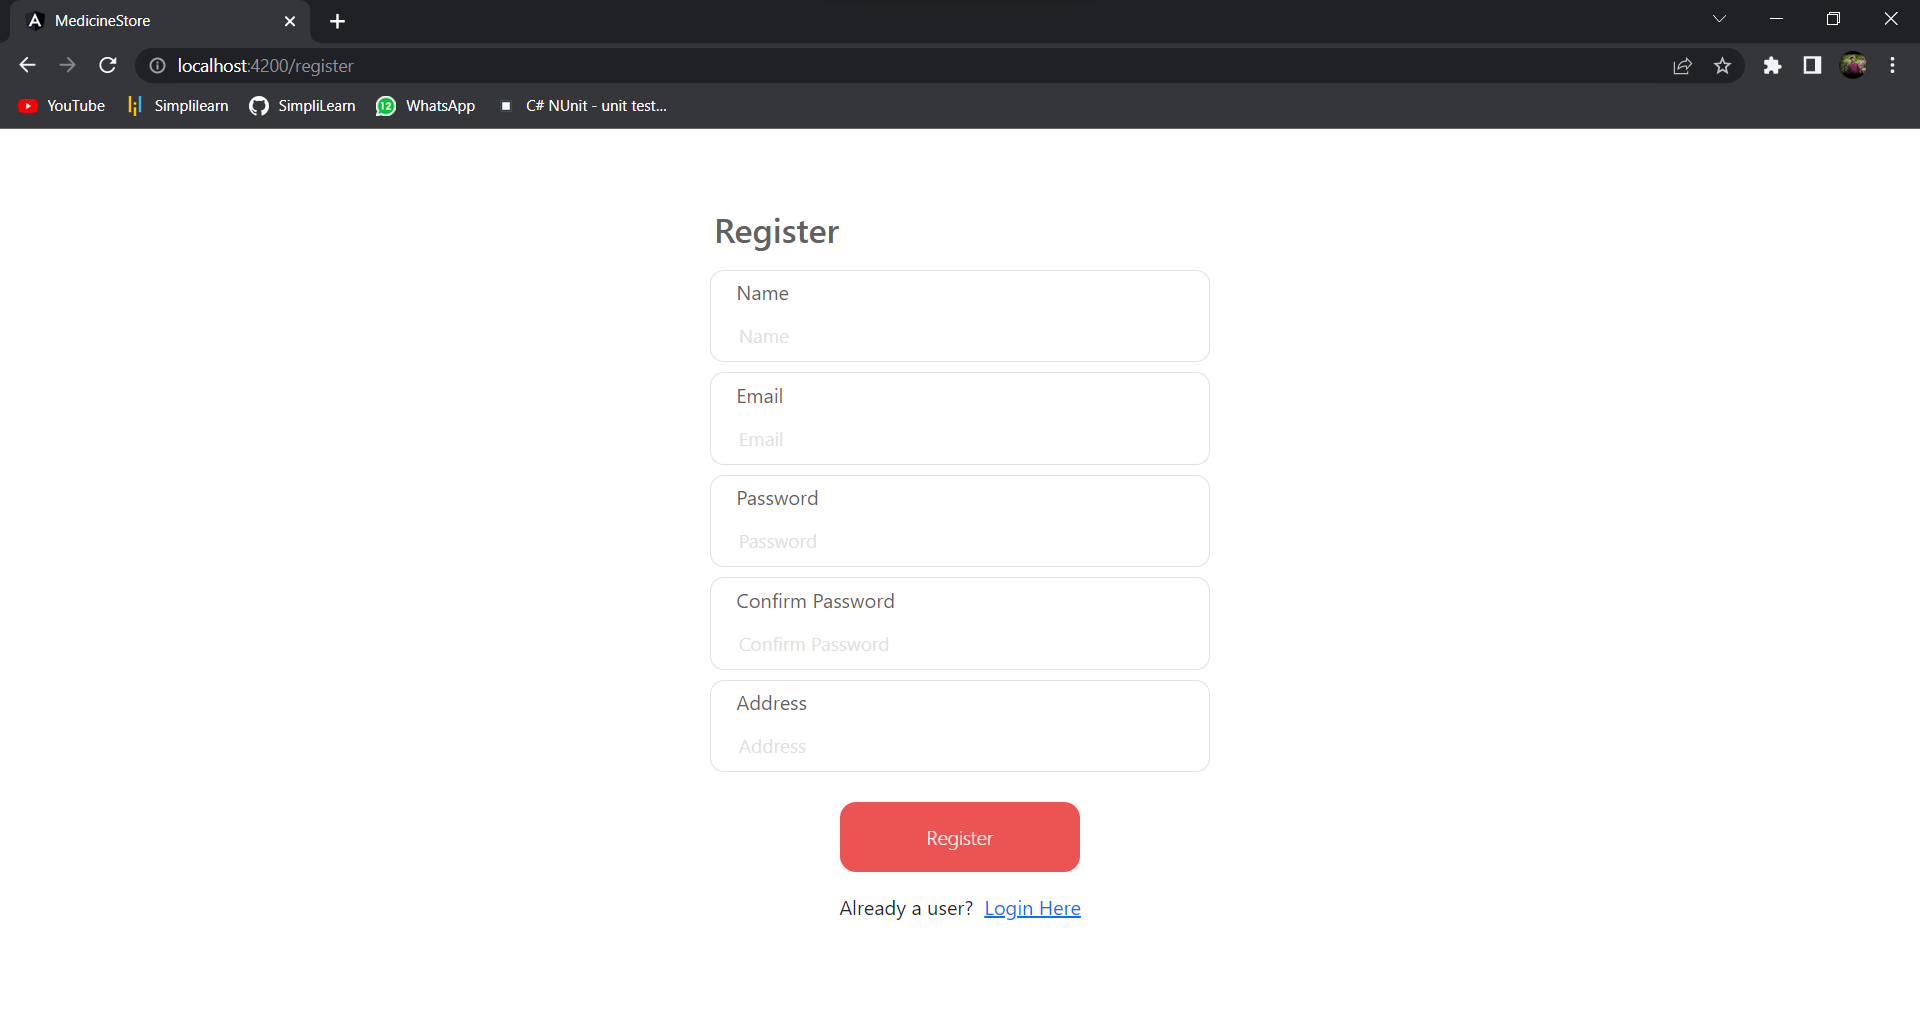 MedicineStore
localhost:4200/register
YouTube Simplilearn SimpliLearn 12 WhatsApp C# NUnit - unit test...
Register
Name
Name
Email
Email
Password
Password
Confirm Password
Confirm Password
Address
Address
Register
Already a user? Login Here